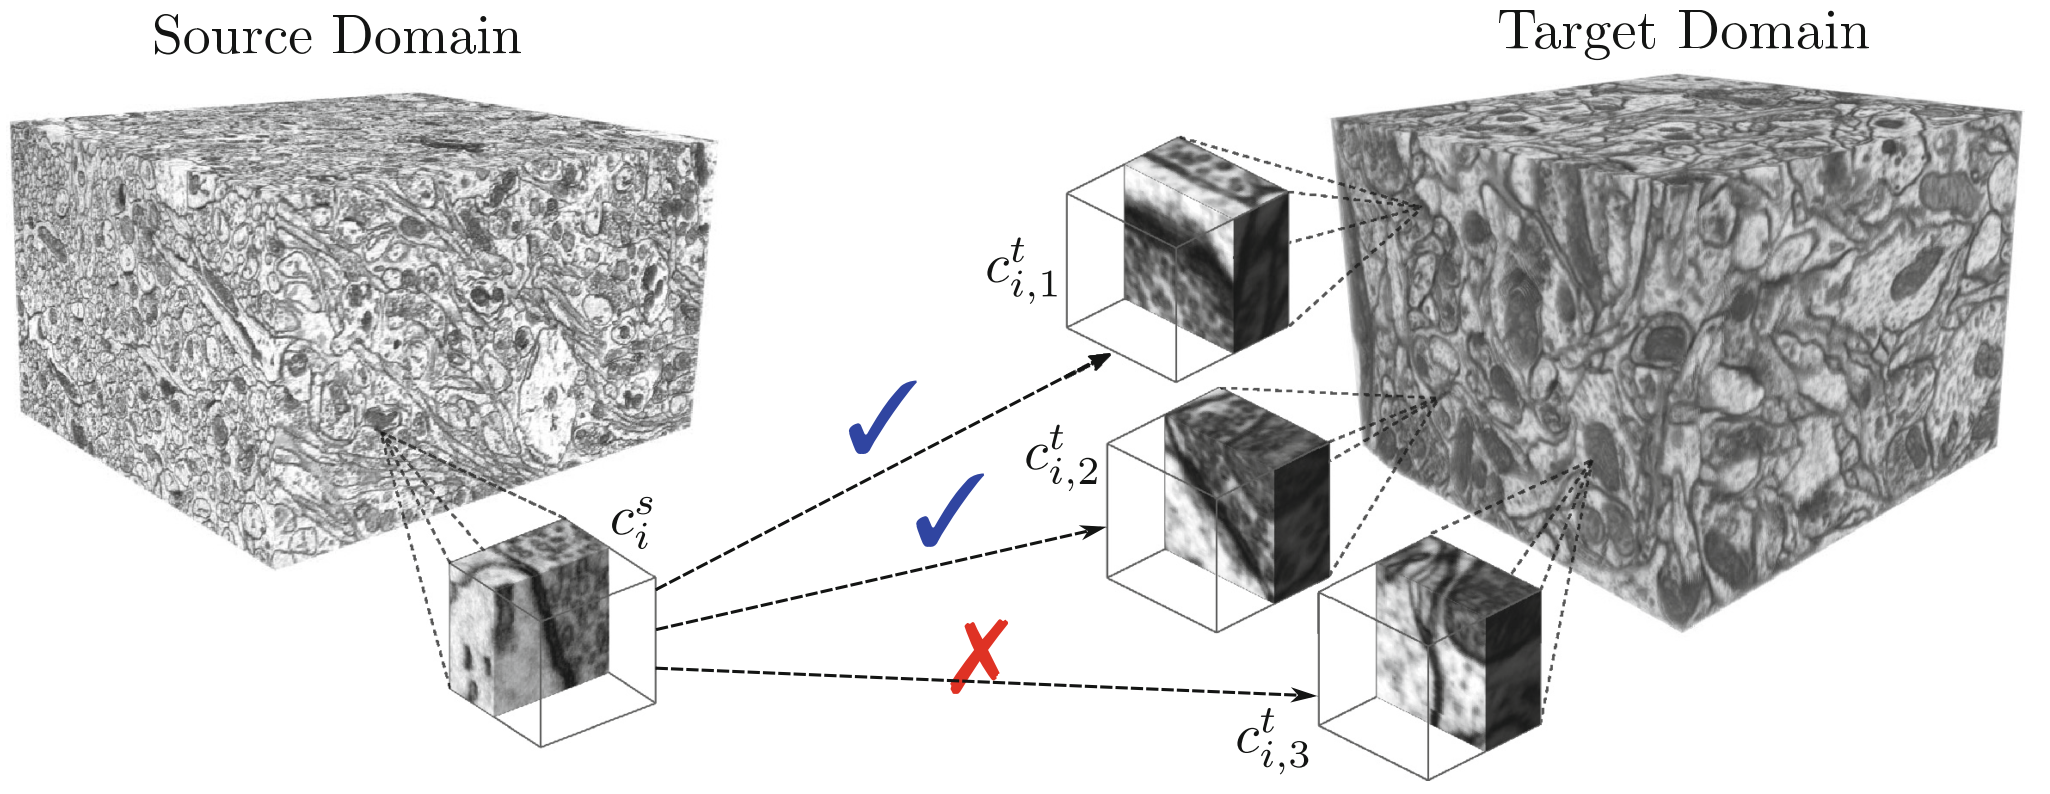 Source Domain
Target Domain
c^t_{i,1}
c^t_{i,2}
c^s_i
c^t_{i,3}